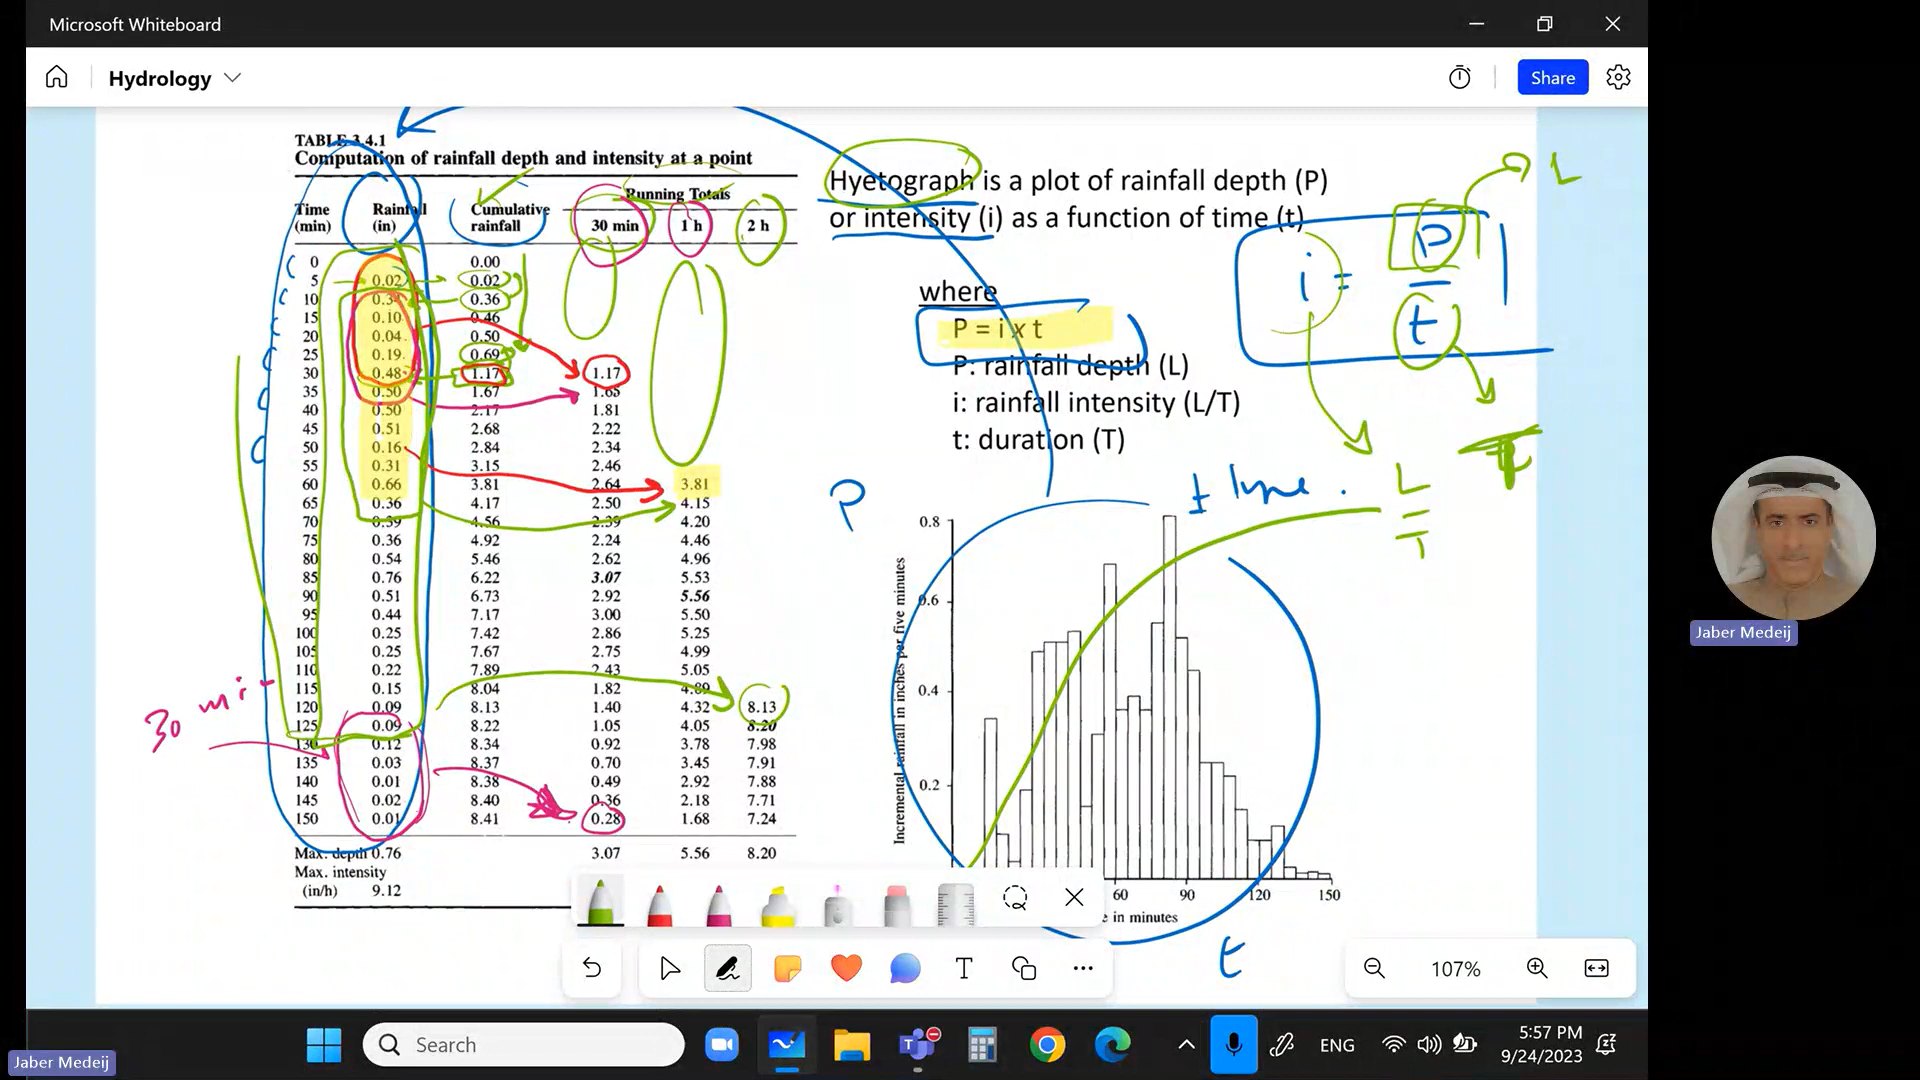 Microsoft Whiteboard
Hydrology
Share
TABLE 3.4.1
Computation of rainfall depth and intensity at a point
Running Totals
Time (min) Rainfall (in) Cumulative rainfall 30 min 1 h 2 h
0 0.00
5 0.02 0.02
10 0.34 0.36
15 0.10 0.46
20 0.04 0.50
25 0.19 0.69
30 0.48 1.17 1.17
35 0.50 1.67 1.65
40 0.50 2.17 1.81
45 0.51 2.68 2.22
50 0.16 2.84 2.34
55 0.31 3.15 2.46
60 0.66 3.81 2.64 3.81
65 0.36 4.17 2.50 4.15
70 0.39 4.56 2.39 4.20
75 0.36 4.92 2.24 4.46
80 0.54 5.46 2.62 4.96
85 0.76 6.22 3.07 5.53
90 0.51 6.73 2.92 5.56
95 0.44 7.17 3.00 5.50
100 0.25 7.42 2.86 5.25
105 0.25 7.67 2.75 4.99
110 0.22 7.89 2.43 5.05
115 0.15 8.04 1.82 4.89
120 0.09 8.13 1.40 4.32 8.13
125 0.09 8.22 1.05 4.05 8.20
130 0.12 8.34 0.92 3.78 7.98
135 0.03 8.37 0.70 3.45 7.91
140 0.01 8.38 0.49 2.92 7.88
145 0.02 8.40 0.36 2.18 7.71
150 0.01 8.41 0.28 1.68 7.24
Max. depth 0.76 3.07 5.56 8.20
Max. intensity
(in/h) 9.12
30 min
Hyetograph is a plot of rainfall depth (P)
or intensity (i) as a function of time (t)
where
P = i x t
P: rainfall depth (L)
i: rainfall intensity (L/T)
t: duration (T)
i = P / t
L
T
L / T
P
Incremental rainfall in inches per five minutes
0.8
0.6
0.4
0.2
60 90 120 150
e in minutes
t
107%
Search
ENG
5:57 PM
9/24/2023
Jaber Medeij
Jaber Medeij